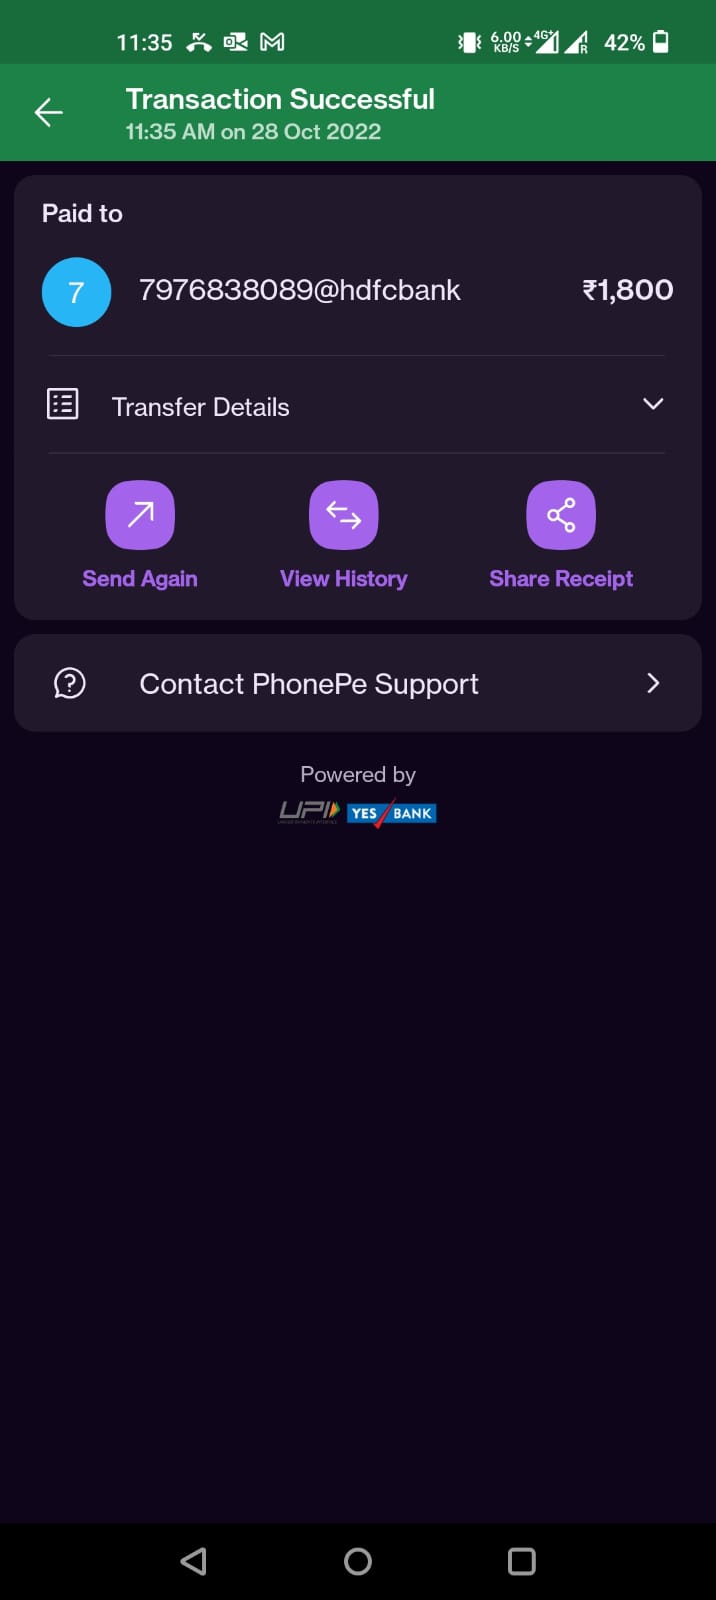 11:35
6.00 KB/S
4G+
R
42%
Transaction Successful
11:35 AM on 28 Oct 2022
Paid to
7
7976838089@hdfcbank
₹1,800
Transfer Details
Send Again
View History
Share Receipt
Contact PhonePe Support
Powered by
UPI
YES BANK